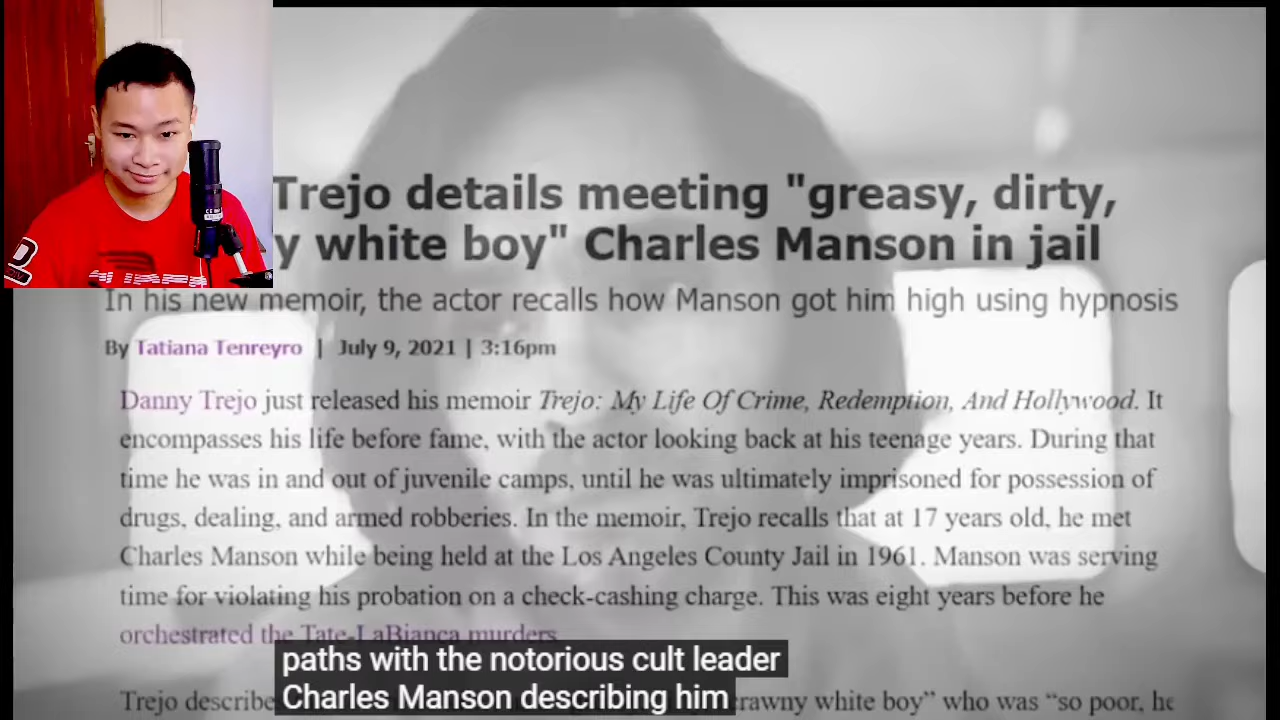 Trejo details meeting "greasy, dirty,
y white boy" Charles Manson in jail
In his new memoir, the actor recalls how Manson got him high using hypnosis
By Tatiana Tenreyro | July 9, 2021 | 3:16pm
Danny Trejo just released his memoir Trejo: My Life Of Crime, Redemption, And Hollywood. It
encompasses his life before fame, with the actor looking back at his teenage years. During that
time he was in and out of juvenile camps, until he was ultimately imprisoned for possession of
drugs, dealing, and armed robberies. In the memoir, Trejo recalls that at 17 years old, he met
Charles Manson while being held at the Los Angeles County Jail in 1961. Manson was serving
time for violating his probation on a check-cashing charge. This was eight years before he
orchestrated the Tate-LaBianca murders.
paths with the notorious cult leader
Charles Manson describing him
Trejo describe crawny white boy” who was “so poor, he